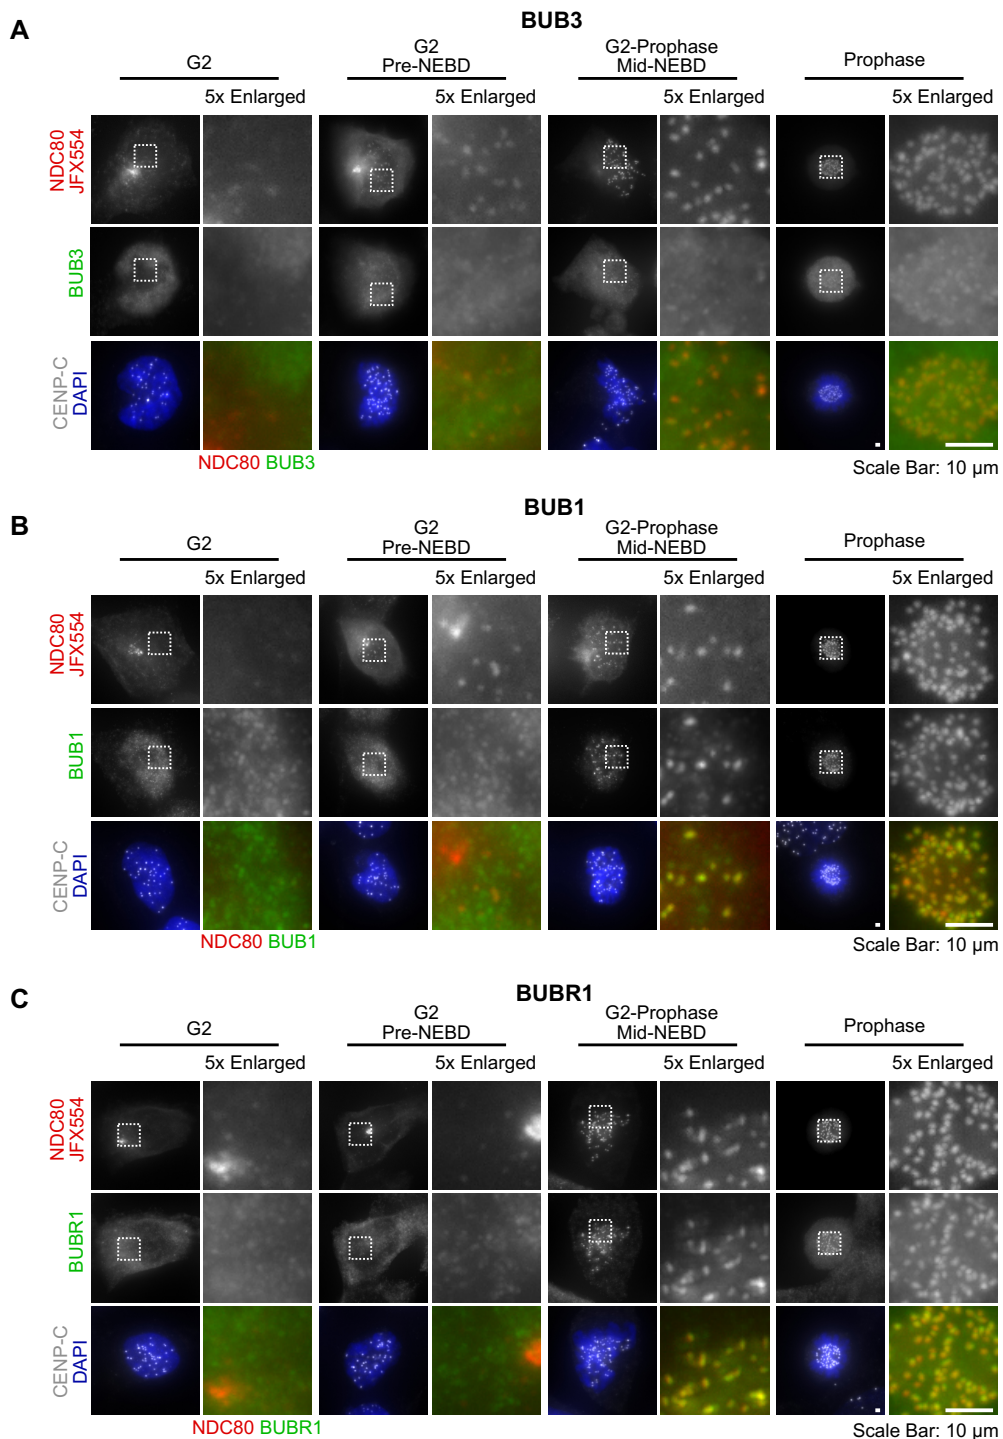 A
BUB3
G2
G2
Pre-NEBD
G2-Prophase
Mid-NEBD
Prophase
5x Enlarged
5x Enlarged
5x Enlarged
5x Enlarged
NDC80
JFX554
BUB3
CENP-C
DAPI
NDC80 BUB3
Scale Bar: 10 µm
B
BUB1
G2
G2
Pre-NEBD
G2-Prophase
Mid-NEBD
Prophase
5x Enlarged
5x Enlarged
5x Enlarged
5x Enlarged
NDC80
JFX554
BUB1
CENP-C
DAPI
NDC80 BUB1
Scale Bar: 10 µm
C
BUBR1
G2
G2
Pre-NEBD
G2-Prophase
Mid-NEBD
Prophase
5x Enlarged
5x Enlarged
5x Enlarged
5x Enlarged
NDC80
JFX554
BUBR1
CENP-C
DAPI
NDC80 BUBR1
Scale Bar: 10 µm